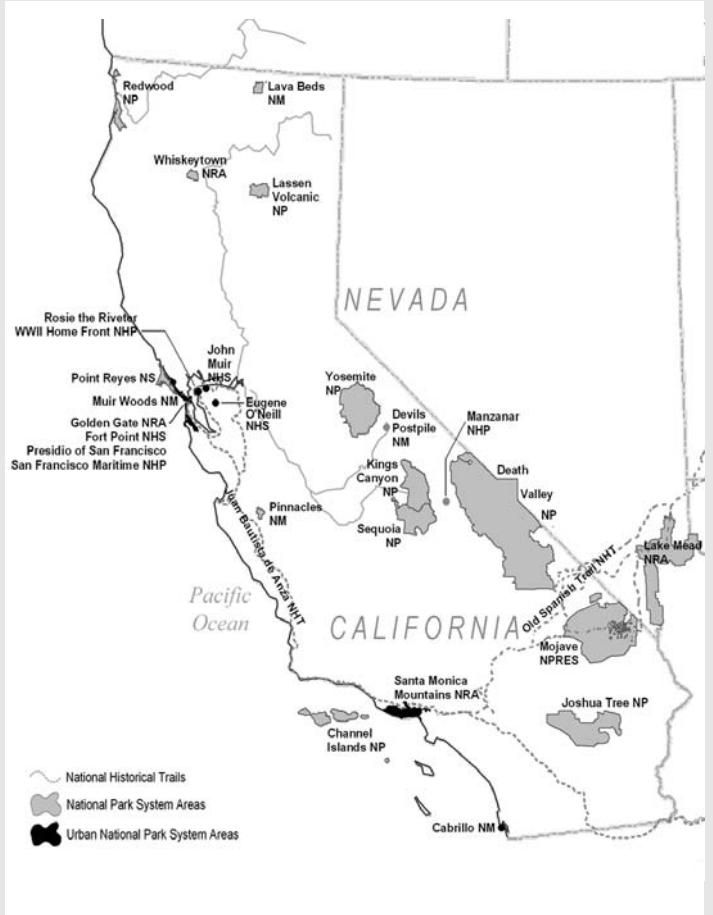 Redwood
NP
Lava Beds
NM
Whiskeytown
NRA
Lassen
Volcanic
NP
NEVADA
Rosie the Riveter
WWII Home Front NHP
John
Muir
NHS
Point Reyes NS
Muir Woods NM
Eugene
O'Neill
NHS
Golden Gate NRA
Fort Point NHS
Presidio of San Francisco
San Francisco Maritime NHP
Yosemite
NP
Devils
Postpile
NM
Manzanar
NHP
Kings
Canyon
NP
Death
Valley
NP
Sequoia
NP
Pinnacles
NM
Juan Bautista de Anza NHT
Lake Mead
NRA
Old Spanish Trail NHT
Pacific
Ocean
CALIFORNIA
Mojave
NPRES
Santa Monica
Mountains NRA
Joshua Tree NP
Channel
Islands NP
National Historical Trails
National Park System Areas
Urban National Park System Areas
Cabrillo NM